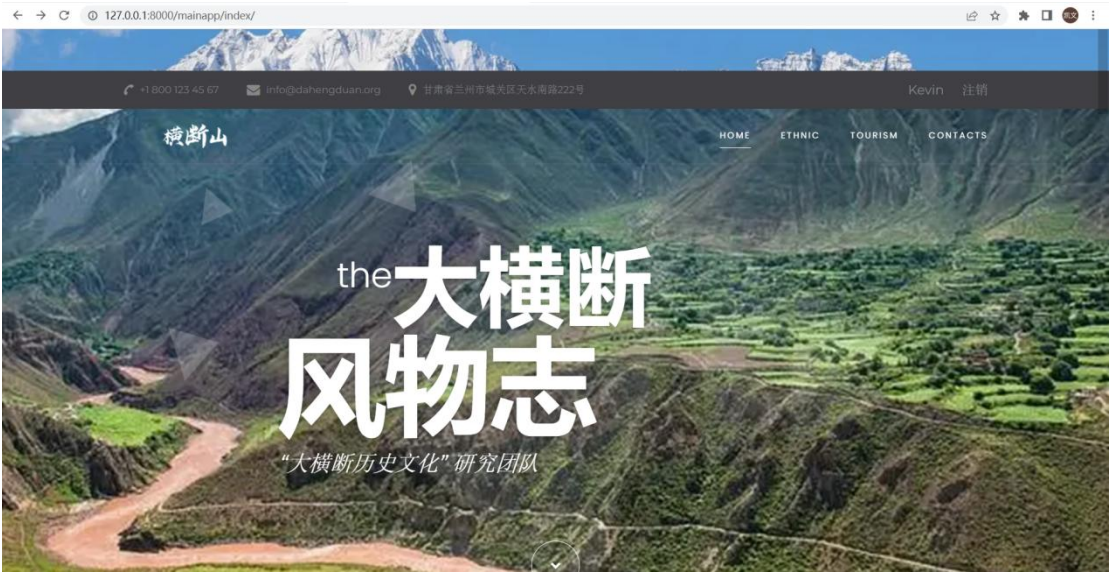 127.0.0.1:8000/mainapp/index/
凯文
+1 800 123 45 67 info@dahengduan.org 甘肃省兰州市城关区天水南路222号 Kevin 注销
横断山 HOME ETHNIC TOURISM CONTACTS
the大横断
风物志
“大横断历史文化” 研究团队